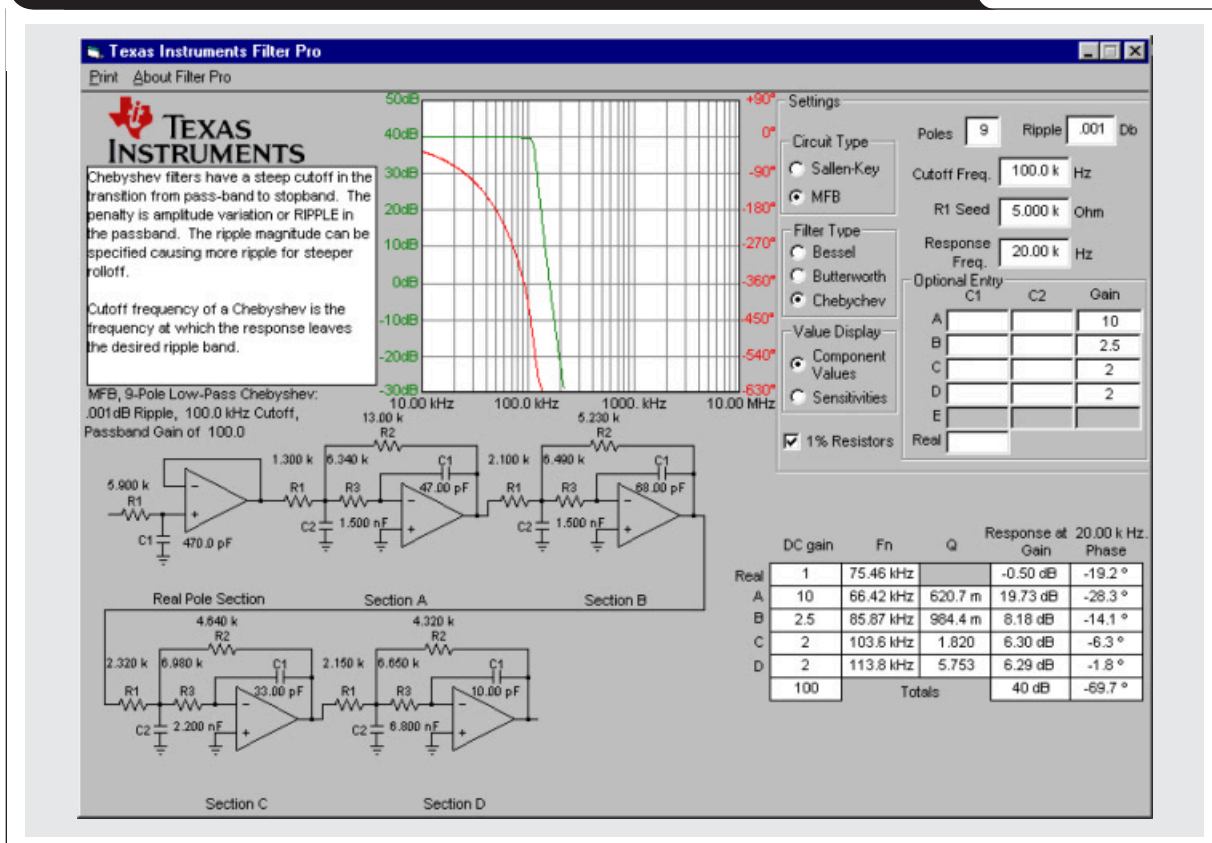 Texas Instruments Filter Pro
Print About Filter Pro
TEXAS
INSTRUMENTS
Chebyshev filters have a steep cutoff in the
transition from pass-band to stopband. The
penalty is amplitude variation or RIPPLE in
the passband. The ripple magnitude can be
specified causing more ripple for steeper
rolloff.
Cutoff frequency of a Chebyshev is the
frequency at which the response leaves
the desired ripple band.
50dB
40dB
30dB
20dB
10dB
0dB
-10dB
-20dB
-30dB
+90°
0°
-90°
-180°
-270°
-360°
-450°
-540°
-630°
10.00 kHz 100.0 kHz 1000. kHz 10.00 MHz
Settings
Circuit Type
Sallen-Key
MFB
Filter Type
Bessel
Butterworth
Chebychev
Value Display
Component
Values
Sensitivities
1% Resistors
Poles 9 Ripple .001 Db
Cutoff Freq. 100.0 k Hz
R1 Seed 5.000 k Ohm
Response
Freq. 20.00 k Hz
Optional Entry
C1 C2 Gain
A 10
B 2.5
C 2
D 2
E
Real
MFB, 9-Pole Low-Pass Chebyshev:
.001dB Ripple, 100.0 kHz Cutoff,
Passband Gain of 100.0
5.900 k
R1
C1 470.0 pF
Real Pole Section
13.00 k
R2
1.300 k 6.340 k C1
R1 R3 47.00 pF
C2 1.500 nF
Section A
5.230 k
R2
2.100 k 6.490 k C1
R1 R3 68.00 pF
C2 1.500 nF
Section B
4.640 k
R2
2.320 k 6.980 k C1
R1 R3 33.00 pF
C2 2.200 nF
Section C
4.320 k
R2
2.150 k 6.650 k C1
R1 R3 10.00 pF
C2 6.800 nF
Section D
Response at 20.00 k Hz.
DC gain Fn Q Gain Phase
Real 1 75.46 kHz -0.50 dB -19.2 °
A 10 66.42 kHz 620.7 m 19.73 dB -28.3 °
B 2.5 85.87 kHz 984.4 m 8.18 dB -14.1 °
C 2 103.6 kHz 1.820 6.30 dB -6.3 °
D 2 113.8 kHz 5.753 6.29 dB -1.8 °
100 Totals 40 dB -69.7 °